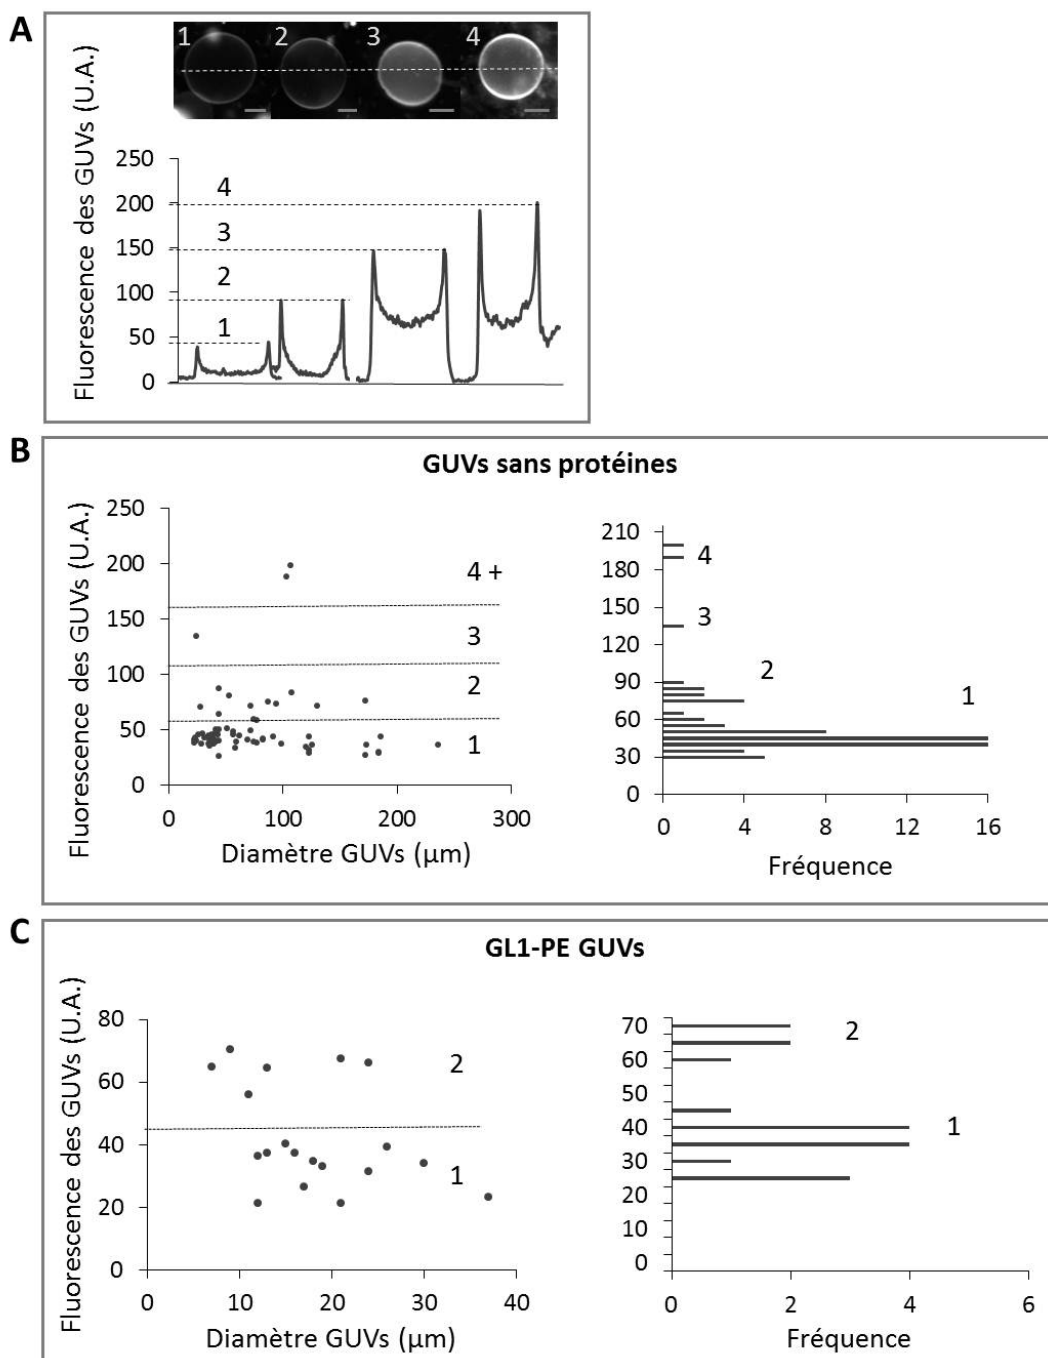 A
1 2 3 4
Fluorescence des GUVs (U.A.)
250
200
150
100
50
0
4
3
2
1
B
GUVs sans protéines
Fluorescence des GUVs (U.A.)
250
200
150
100
50
0
4 +
3
2
1
0 100 200 300
Diamètre GUVs (µm)
210
180
150
120
90
60
30
0
4
3
2
1
0 4 8 12 16
Fréquence
C
GL1-PE GUVs
Fluorescence des GUVs (U.A.)
80
60
40
20
0
2
1
0 10 20 30 40
Diamètre GUVs (µm)
70
60
50
40
30
20
10
0
2
1
0 2 4 6
Fréquence